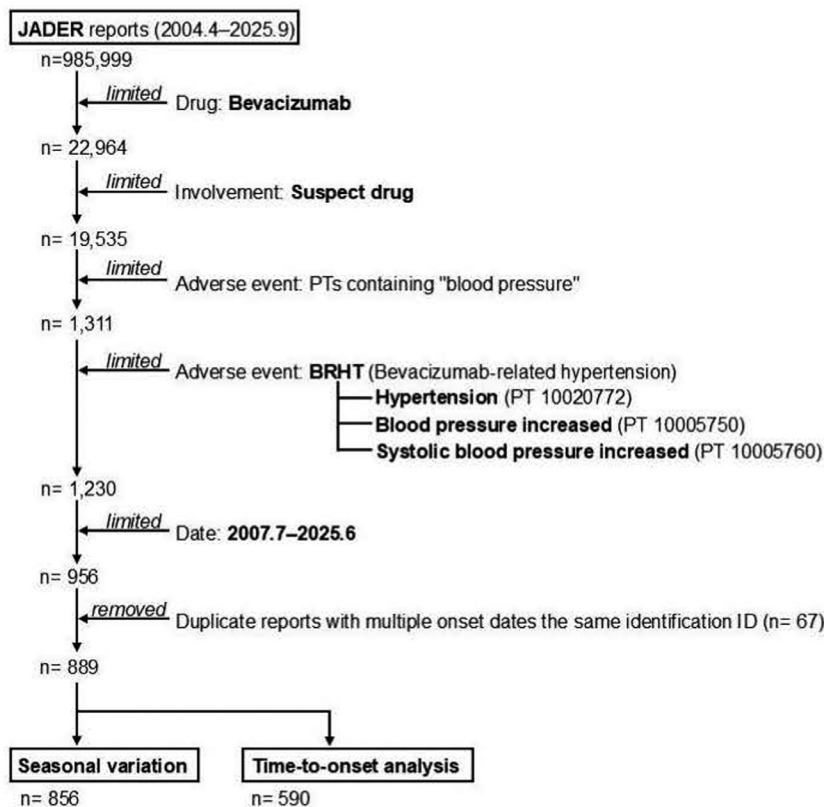 JADER reports (2004.4–2025.9)
n=985,999
limited
Drug: Bevacizumab
n= 22,964
limited
Involvement: Suspect drug
n= 19,535
limited
Adverse event: PTs containing "blood pressure"
n= 1,311
limited
Adverse event: BRHT (Bevacizumab-related hypertension)
Hypertension (PT 10020772)
Blood pressure increased (PT 10005750)
Systolic blood pressure increased (PT 10005760)
n= 1,230
limited
Date: 2007.7–2025.6
n= 956
removed
Duplicate reports with multiple onset dates the same identification ID (n= 67)
n= 889
Seasonal variation
Time-to-onset analysis
n= 856
n= 590